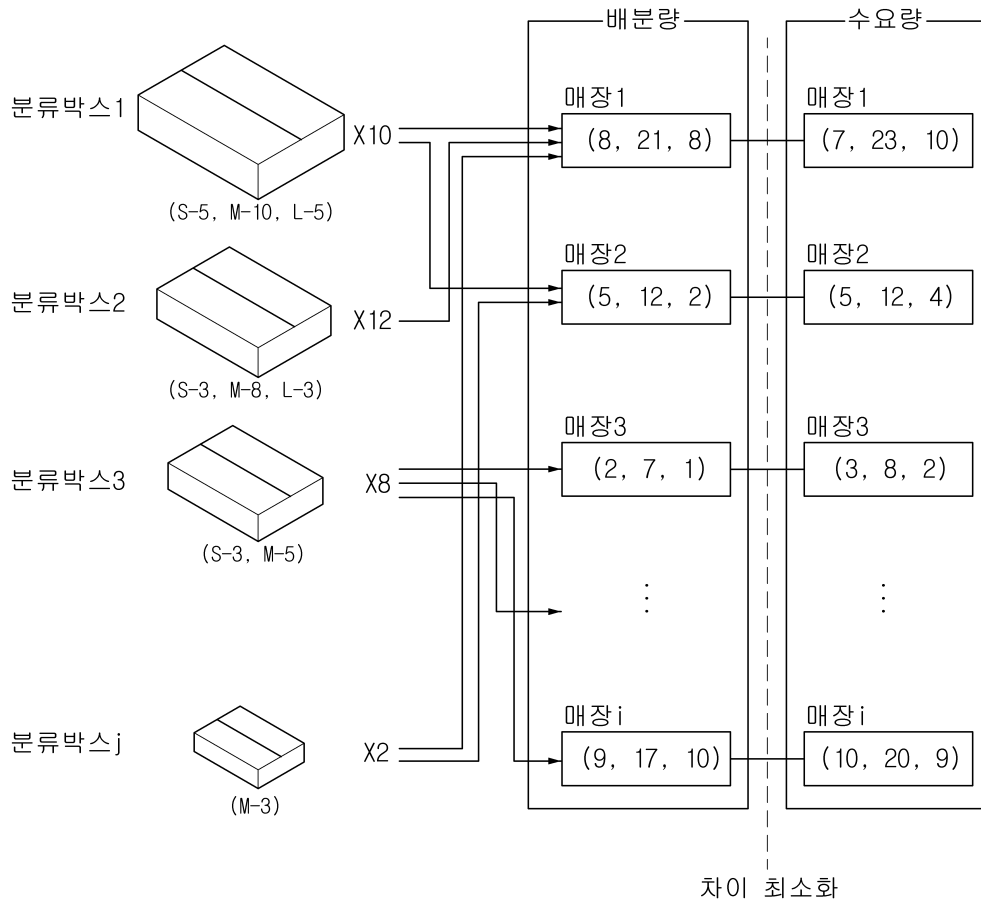 배분량
수요량
분류박스1
X10
(S-5, M-10, L-5)
매장1
(8, 21, 8)
매장1
(7, 23, 10)
분류박스2
X12
(S-3, M-8, L-3)
매장2
(5, 12, 2)
매장2
(5, 12, 4)
분류박스3
X8
(S-3, M-5)
매장3
(2, 7, 1)
매장3
(3, 8, 2)
⋮
⋮
분류박스j
X2
(M-3)
매장i
(9, 17, 10)
매장i
(10, 20, 9)
차이 최소화